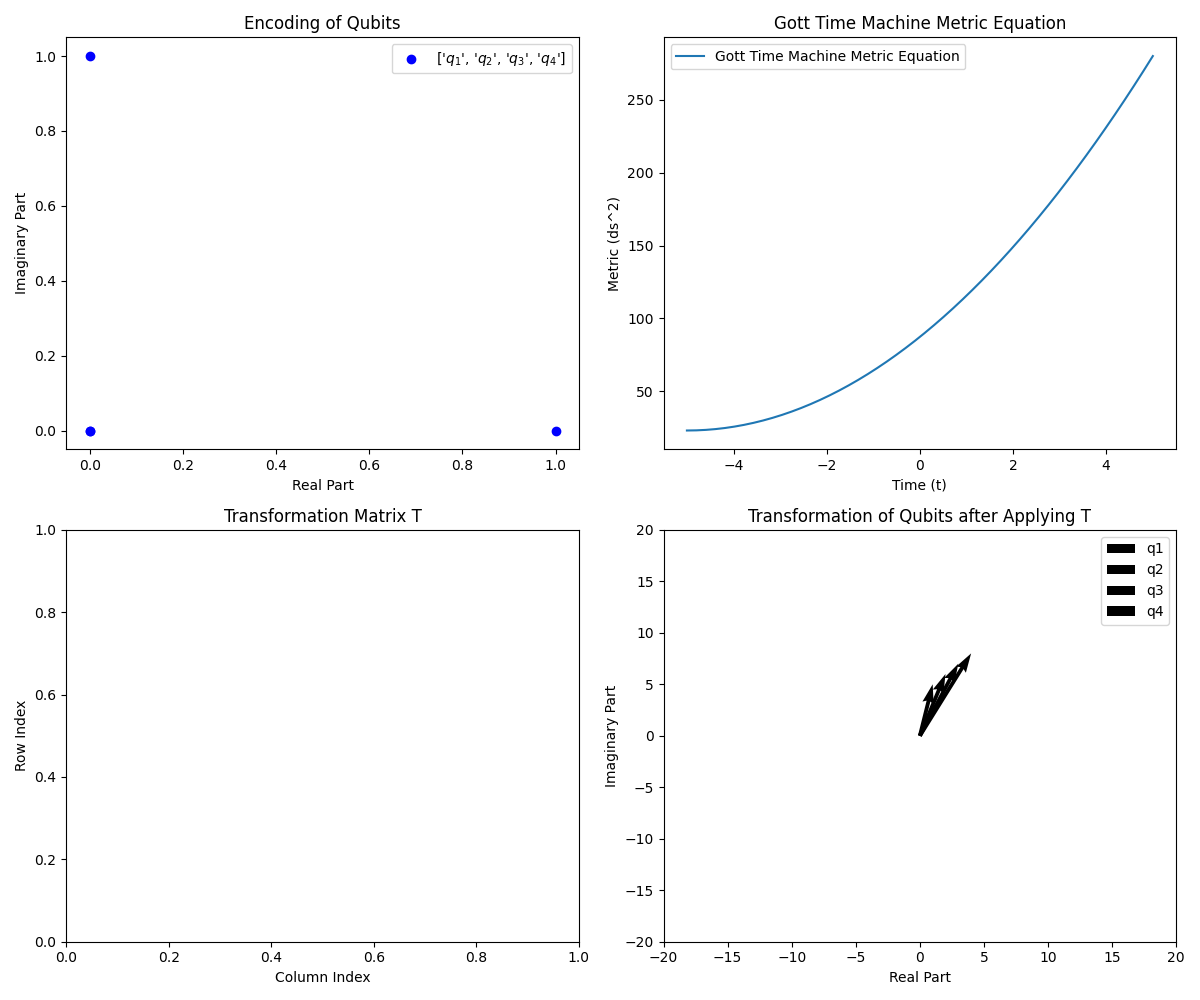 Encoding of Qubits
1.0
0.8
0.6
0.4
0.2
0.0
Imaginary Part
['q₁', 'q₂', 'q₃', 'q₄']
0.0 0.2 0.4 0.6 0.8 1.0
Real Part
Gott Time Machine Metric Equation
Gott Time Machine Metric Equation
250
200
150
100
50
Metric (ds^2)
−4 −2 0 2 4
Time (t)
Transformation Matrix T
1.0
0.8
0.6
0.4
0.2
0.0
Row Index
0.0 0.2 0.4 0.6 0.8 1.0
Column Index
Transformation of Qubits after Applying T
20
15
10
5
0
−5
−10
−15
−20
Imaginary Part
q1
q2
q3
q4
−20 −15 −10 −5 0 5 10 15 20
Real Part